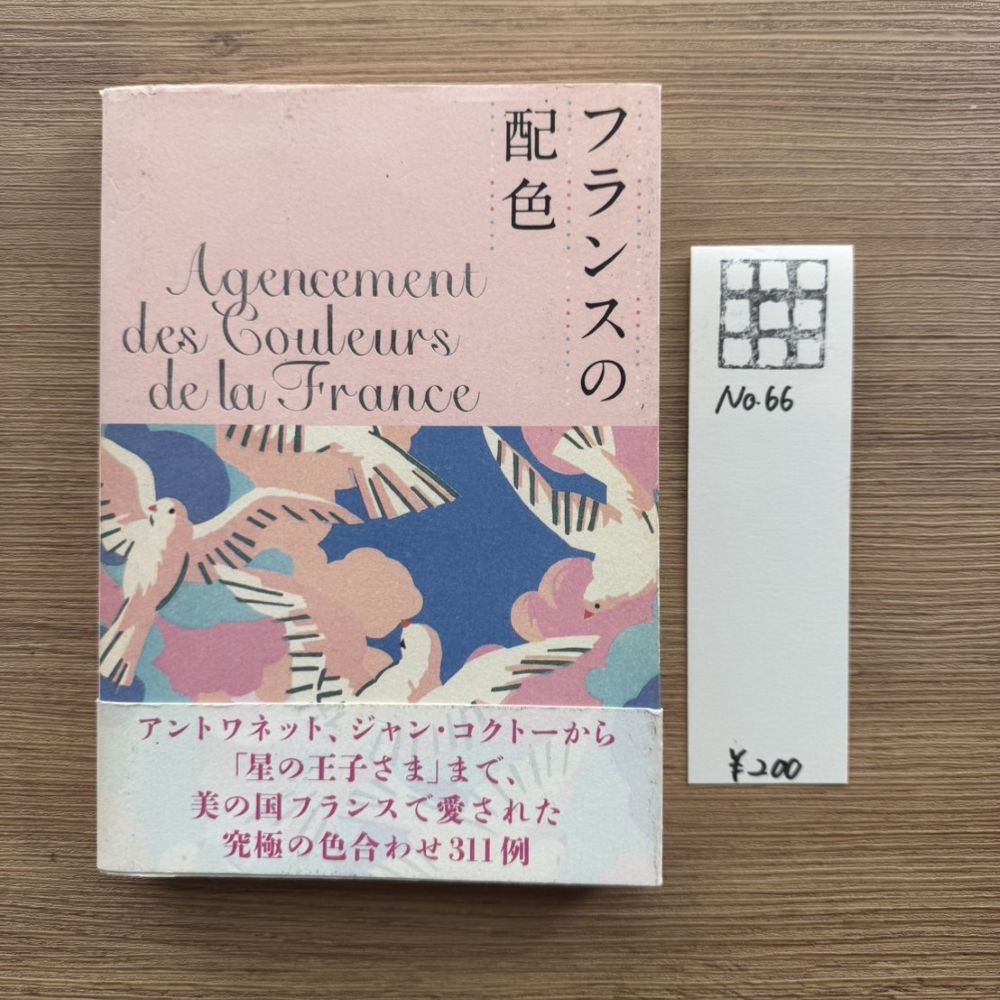 フランスの
配色
Agencement
des Couleurs
de la France
アントワネット、ジャン・コクトーから
「星の王子さま」まで、
美の国フランスで愛された
究極の色合わせ311例
No.66
¥200